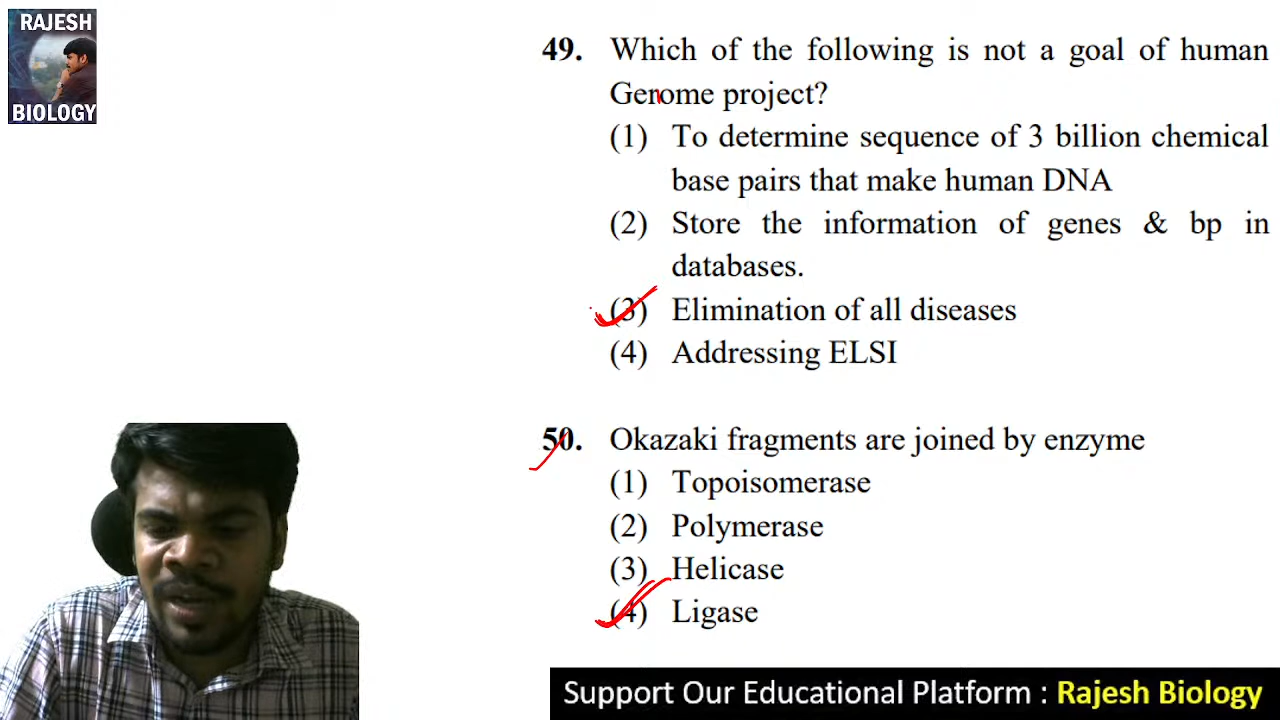 RAJESH
BIOLOGY
49. Which of the following is not a goal of human
Gerome project?
(1) To determine sequence of 3 billion chemical
base pairs that make human DNA
(2) Store the information of genes & bp in
databases.
(3) Elimination of all diseases
(4) Addressing ELSI
50. Okazaki fragments are joined by enzyme
(1) Topoisomerase
(2) Polymerase
(3) Helicase
(4) Ligase
Support Our Educational Platform : Rajesh Biology